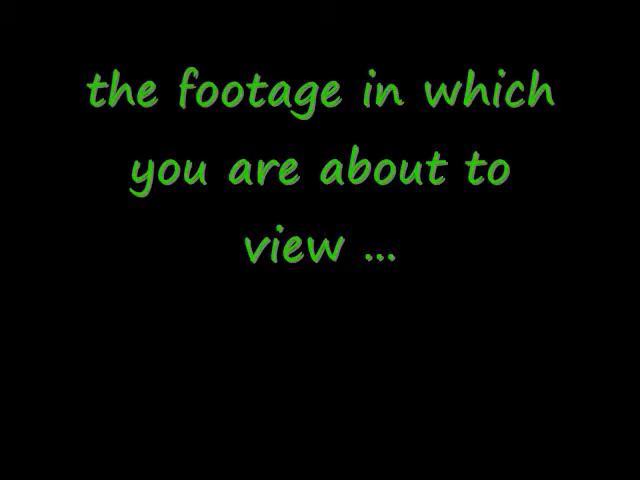 the footage in which
you are about to
view ...